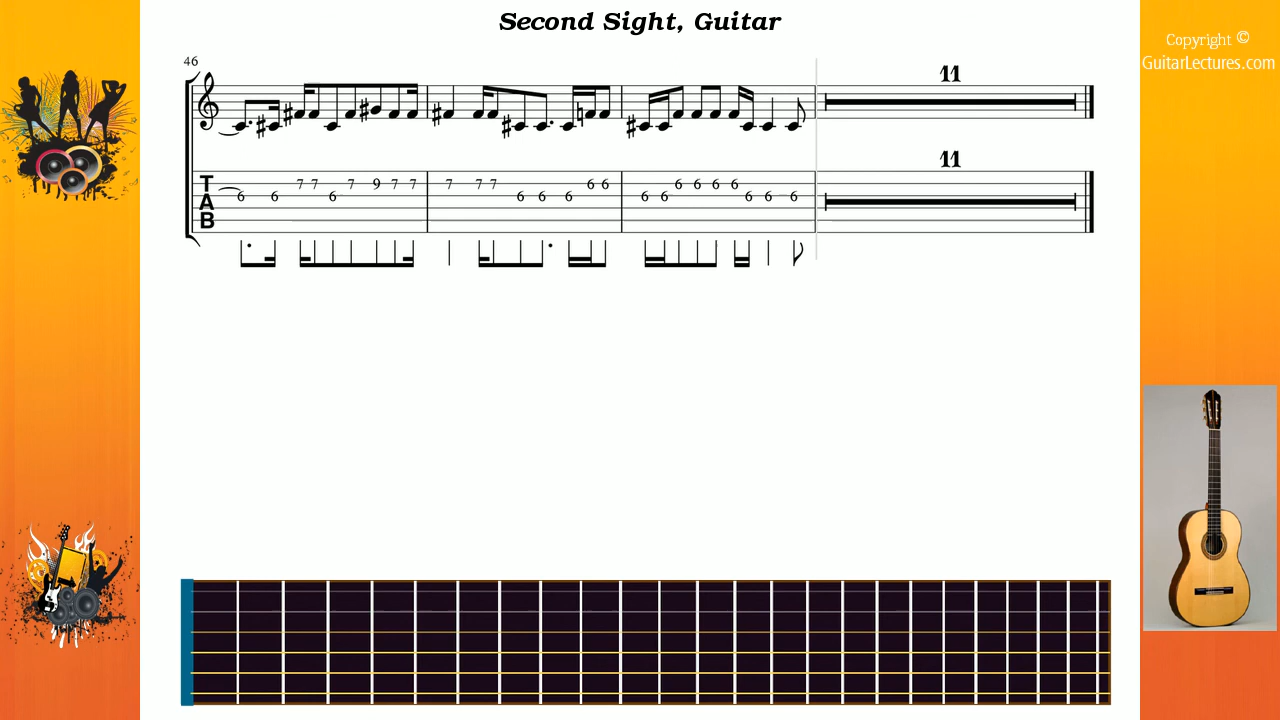 Second Sight, Guitar
Copyright ©
GuitarLectures.com
46
11
11
T 7 7 7 9 7 7 7 7 7 6 6 6 6 6 6
A 6 6 6 6 6 6 6 6 6 6 6
B